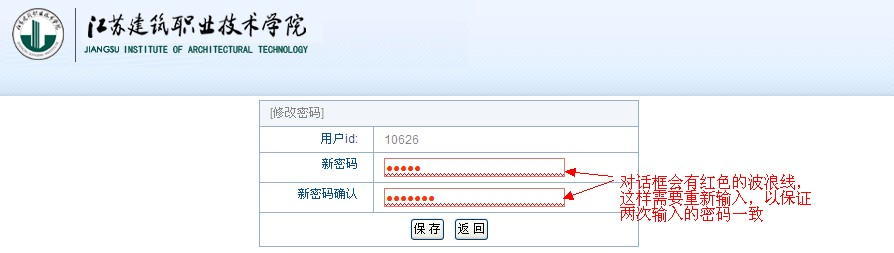 江苏建筑职业技术学院
JIANGSU INSTITUTE OF ARCHITECTURAL TECHNOLOGY
[修改密码]
用户id: 10626
新密码 ●●●●●
新密码确认 ●●●●●●●
对话框会有红色的波浪线,
这样需要重新输入, 以保证
两次输入的密码一致
保存 返回